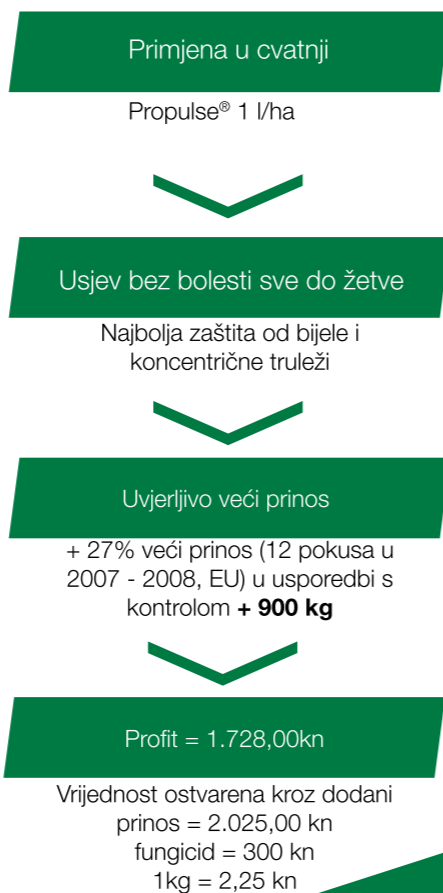 Primjena u cvatnji
Propulse® 1 l/ha
Usjev bez bolesti sve do žetve
Najbolja zaštita od bijele i
koncentrične truleži
Uvjerljivo veći prinos
+ 27% veći prinos (12 pokusa u
2007 - 2008, EU) u usporedbi s
kontrolom + 900 kg
Profit = 1.728,00kn
Vrijednost ostvarena kroz dodani
prinos = 2.025,00 kn
fungicid = 300 kn
1kg = 2,25 kn